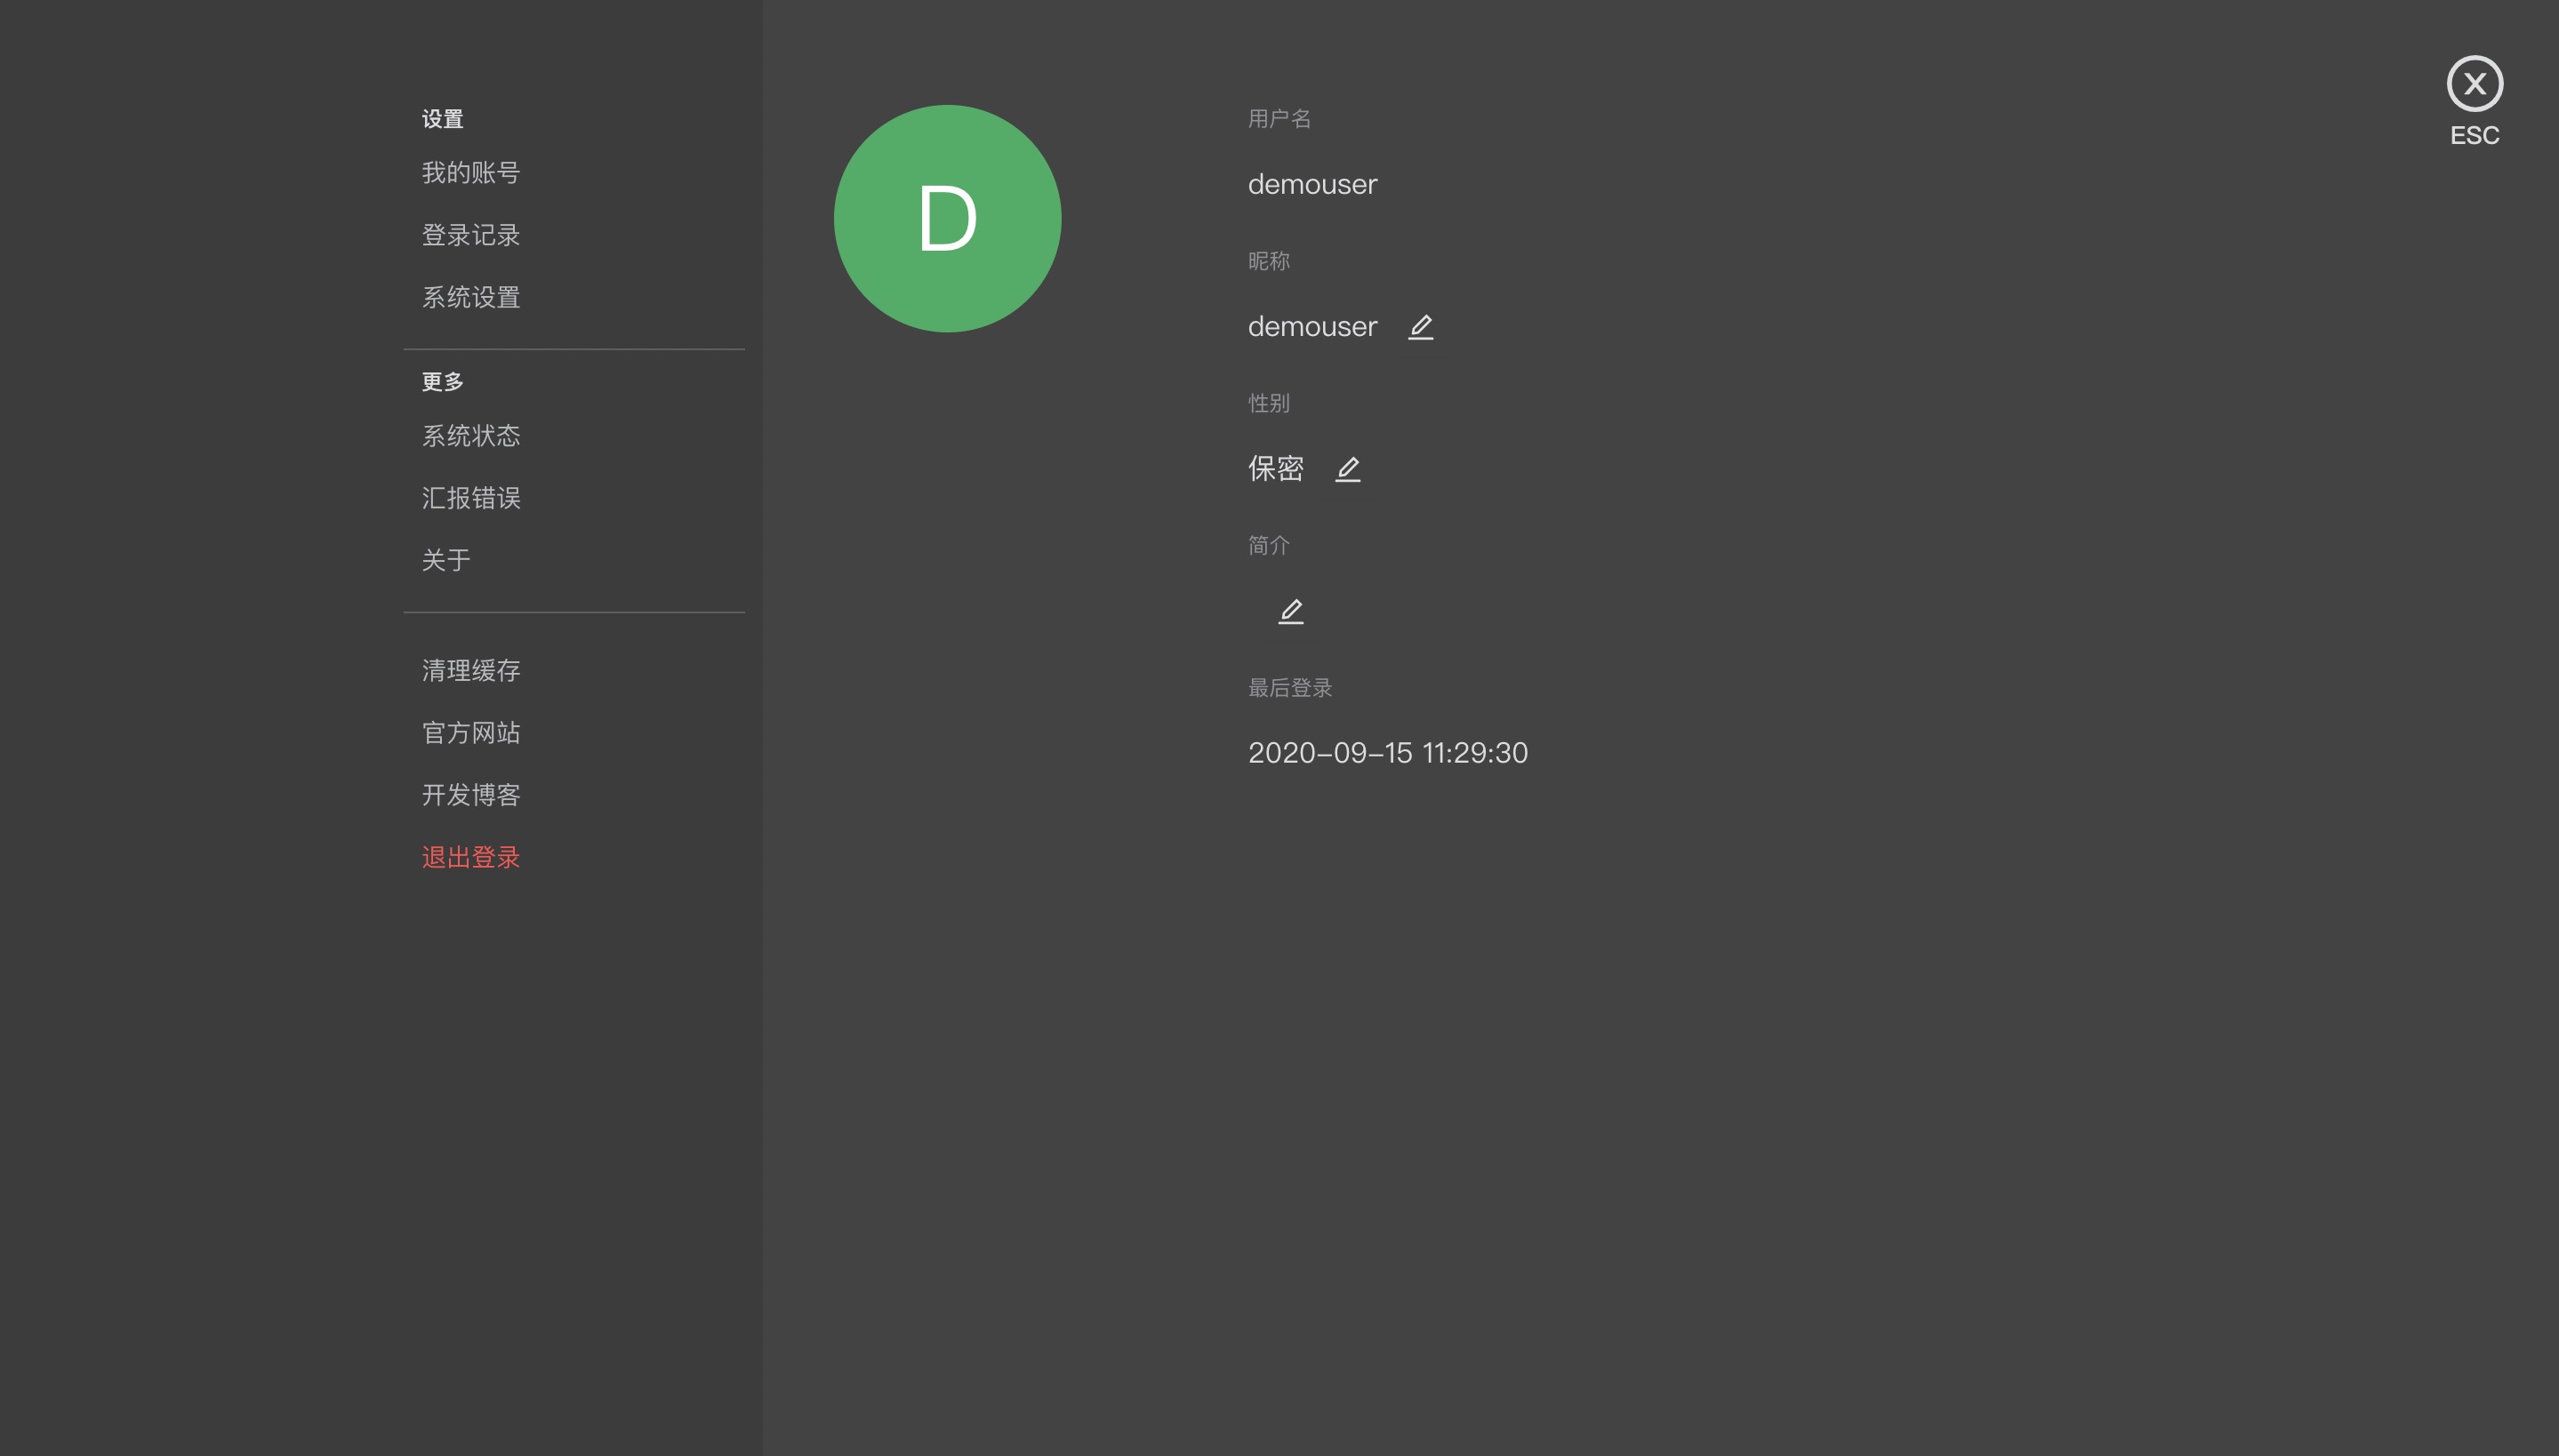 设置
我的账号
登录记录
系统设置
更多
系统状态
汇报错误
关于
清理缓存
官方网站
开发博客
退出登录
D
用户名
demouser
昵称
demouser
性别
保密
简介
最后登录
2020-09-15 11:29:30
X
ESC